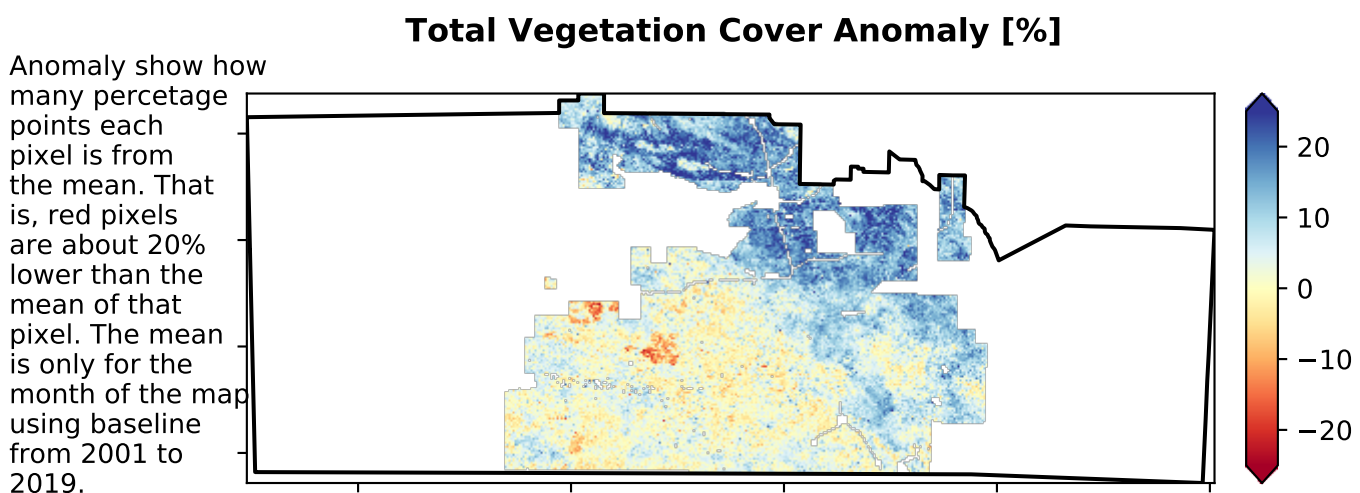 Total Vegetation Cover Anomaly [%]
Anomaly show how
many percetage
points each
pixel is from
the mean. That
is, red pixels
are about 20%
lower than the
mean of that
pixel. The mean
is only for the
month of the map
using baseline
from 2001 to
2019.
20
10
0
−10
−20